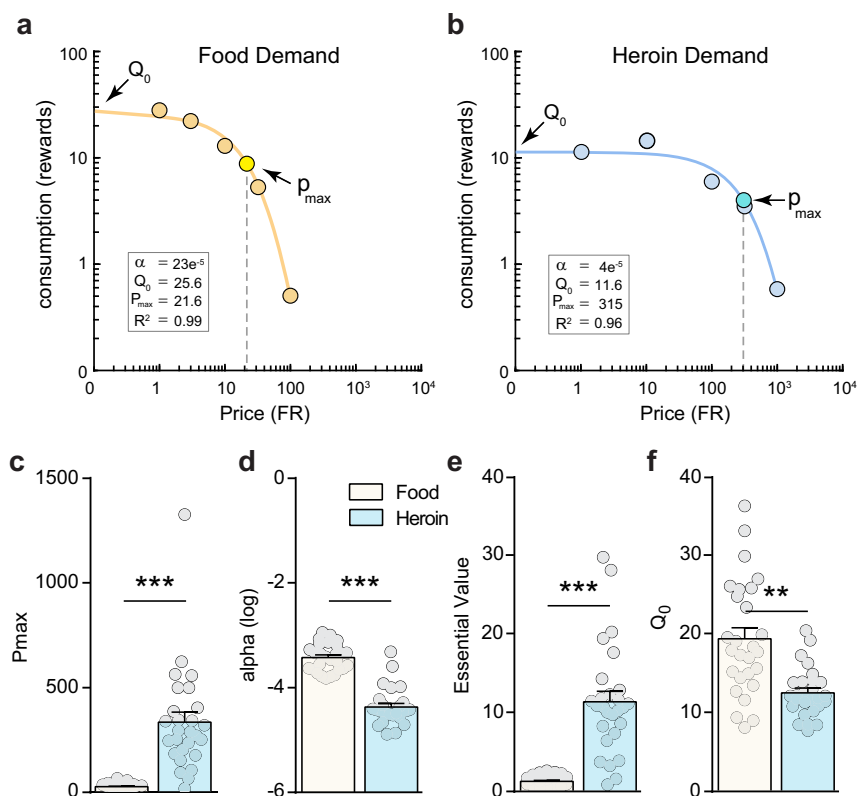 a
Food Demand
consumption (rewards)
100
10
1
0
Q₀
pmax
α = 23e⁻⁵
Q₀ = 25.6
Pmax = 21.6
R² = 0.99
0 1 10 100 10³ 10⁴
Price (FR)
b
Heroin Demand
consumption (rewards)
100
10
1
0
Q₀
pmax
α = 4e⁻⁵
Q₀ = 11.6
Pmax = 315
R² = 0.96
0 1 10 100 10³ 10⁴
Price (FR)
c
Pmax
1500
1000
500
0
***
d
alpha (log)
0
-2
-4
-6
Food
Heroin
***
e
Essential Value
40
30
20
10
0
***
f
Q₀
40
30
20
10
0
**